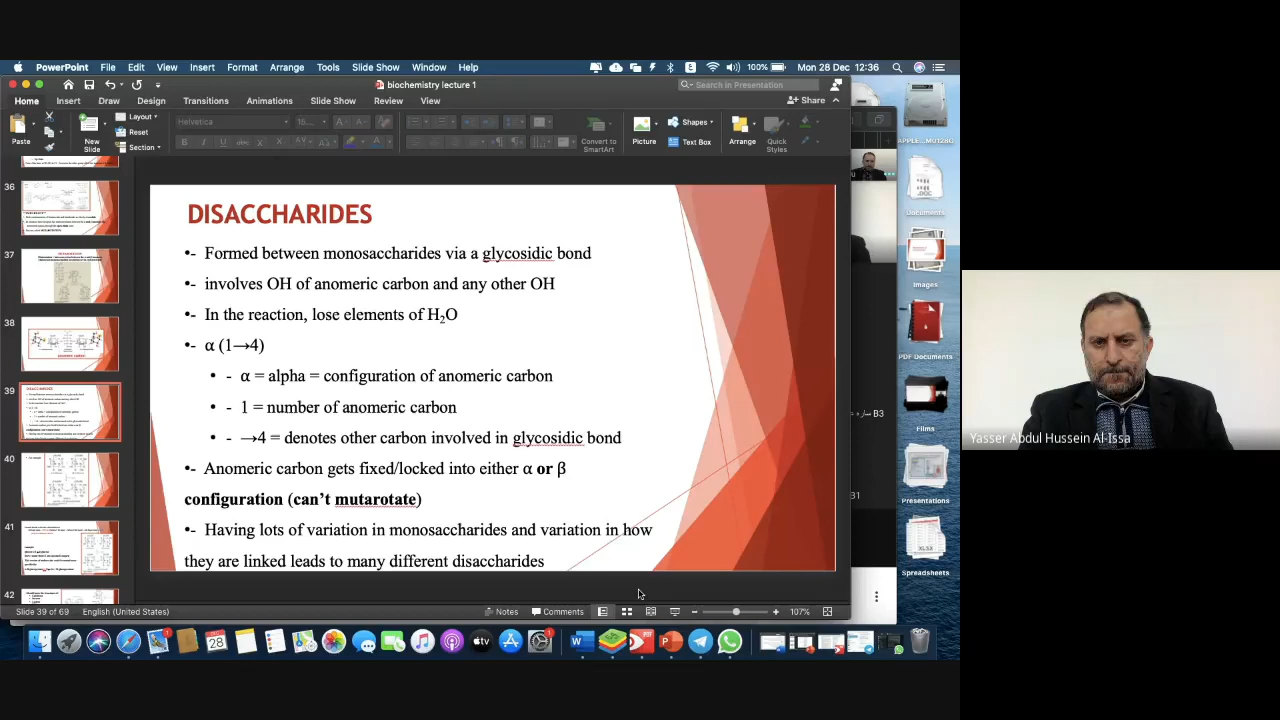 PowerPoint File Edit View Insert Format Arrange Tools Slide Show Window Help
100% Mon 28 Dec 12:36
biochemistry lecture 1
Search in Presentation
Home Insert Draw Design Transitions Animations Slide Show Review View
Share
Paste
New Slide
Layout
Reset
Section
Helvetica
Convert to SmartArt
Picture
Shapes
Text Box
Arrange
Quick Styles
36
37
38
39
40
41
42
DISACCHARIDES
•- Formed between monosaccharides via glycosidic bond
•- involves OH of anomeric carbon and any other OH
•- In the reaction, lose elements of H₂O
•- α (1→4)
α = alpha = configuration of anomeric carbon
• - 1 = number of anomeric carbon
• - →4 = denotes other carbon involved in glycosidic bond
•- Anomeric carbon gets fixed/locked into either α or β
configuration (can't mutarotate)
•- Having lots of variation in monosaccharides and variation in how
they are linked leads to many different disaccharides
Slide 39 of 69 English (United States)
Notes Comments
107%
B3
31
Documents
Images
PDF Documents
Films
Presentations
Spreadsheets
XLSX
Yasser Abdul Hussein Al-Issa